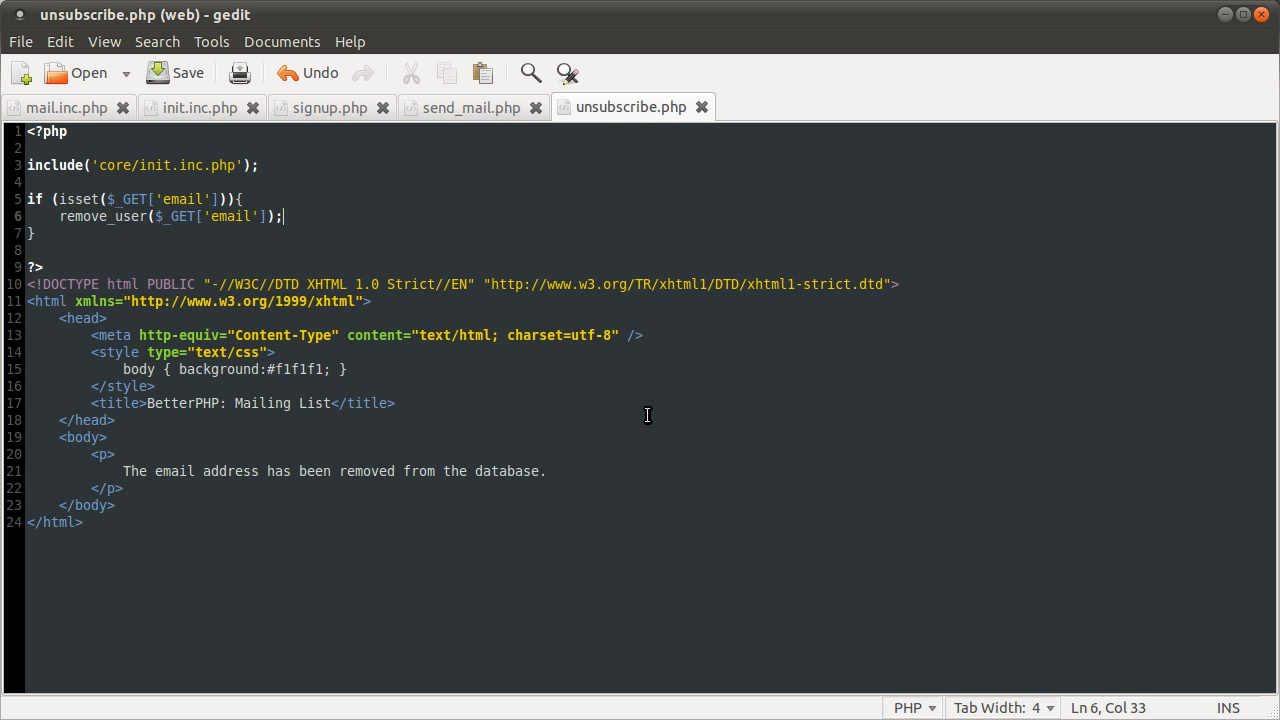 unsubscribe.php (web) - gedit
File Edit View Search Tools Documents Help
Open Save Undo
mail.inc.php init.inc.php signup.php send_mail.php unsubscribe.php
1 <?php
2
3 include('core/init.inc.php');
4
5 if (isset($_GET['email'])){
6     remove_user($_GET['email']);
7 }
8
9 ?>
10 <!DOCTYPE html PUBLIC "-//W3C//DTD XHTML 1.0 Strict//EN" "http://www.w3.org/TR/xhtml1/DTD/xhtml1-strict.dtd">
11 <html xmlns="http://www.w3.org/1999/xhtml">
12     <head>
13         <meta http-equiv="Content-Type" content="text/html; charset=utf-8" />
14         <style type="text/css">
15             body { background:#f1f1f1; }
16         </style>
17         <title>BetterPHP: Mailing List</title>
18     </head>
19     <body>
20         <p>
21             The email address has been removed from the database.
22         </p>
23     </body>
24 </html>
PHP Tab Width: 4 Ln 6, Col 33 INS